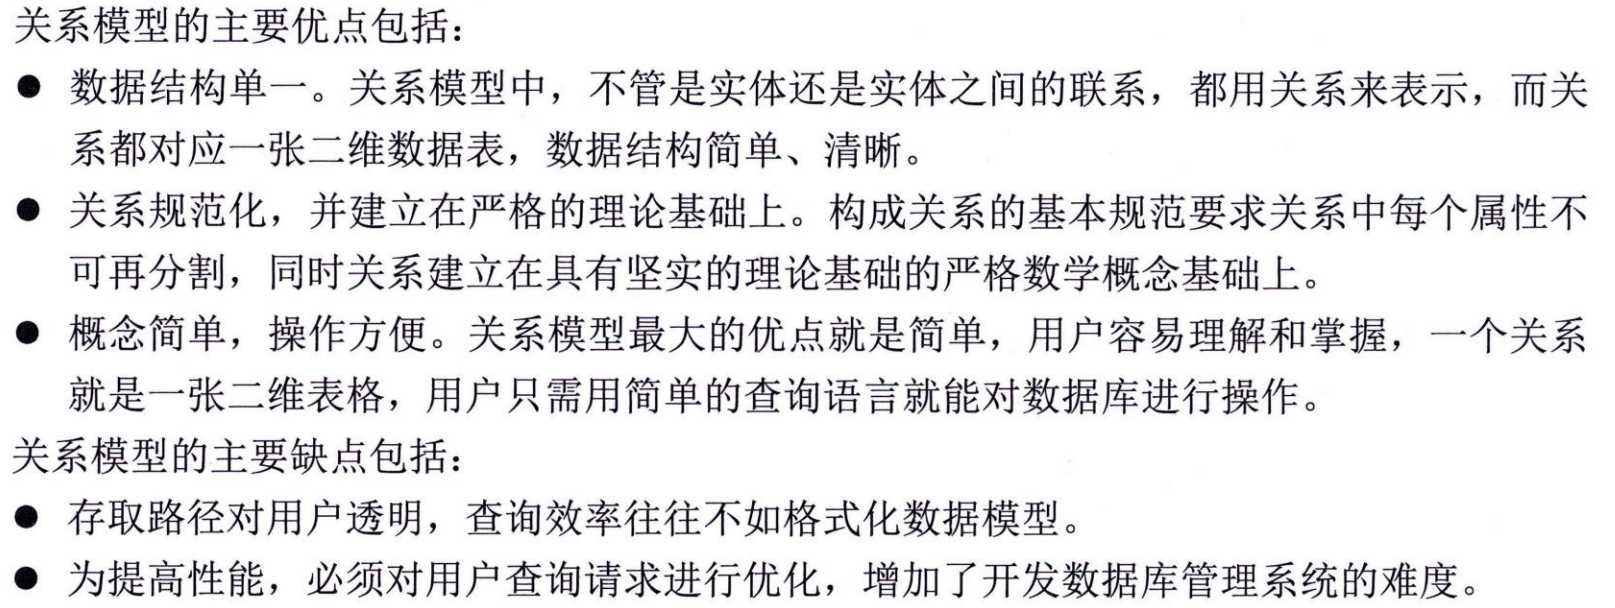 关系模型的主要优点包括：
● 数据结构单一。关系模型中，不管是实体还是实体之间的联系，都用关系来表示，而关
系都对应一张二维数据表，数据结构简单、清晰。
● 关系规范化，并建立在严格的理论基础上。构成关系的基本规范要求关系中每个属性不
可再分割，同时关系建立在具有坚实的理论基础的严格数学概念基础上。
● 概念简单，操作方便。关系模型最大的优点就是简单，用户容易理解和掌握，一个关系
就是一张二维表格，用户只需用简单的查询语言就能对数据库进行操作。
关系模型的主要缺点包括：
● 存取路径对用户透明，查询效率往往不如格式化数据模型。
● 为提高性能，必须对用户查询请求进行优化，增加了开发数据库管理系统的难度。